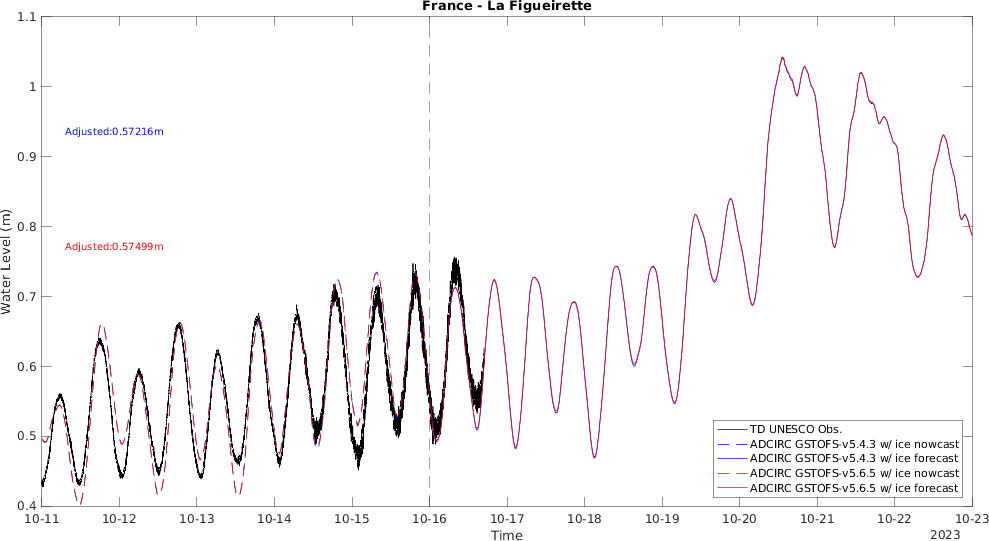 France - La Figueirette
1.1
1
0.9
0.8
0.7
0.6
0.5
0.4
Water Level (m)
Adjusted:0.57216m
Adjusted:0.57499m
TD UNESCO Obs.
ADCIRC GSTOFS-v5.4.3 w/ ice nowcast
ADCIRC GSTOFS-v5.4.3 w/ ice forecast
ADCIRC GSTOFS-v5.6.5 w/ ice nowcast
ADCIRC GSTOFS-v5.6.5 w/ ice forecast
10-11 10-12 10-13 10-14 10-15 10-16 10-17 10-18 10-19 10-20 10-21 10-22 10-23
Time
2023